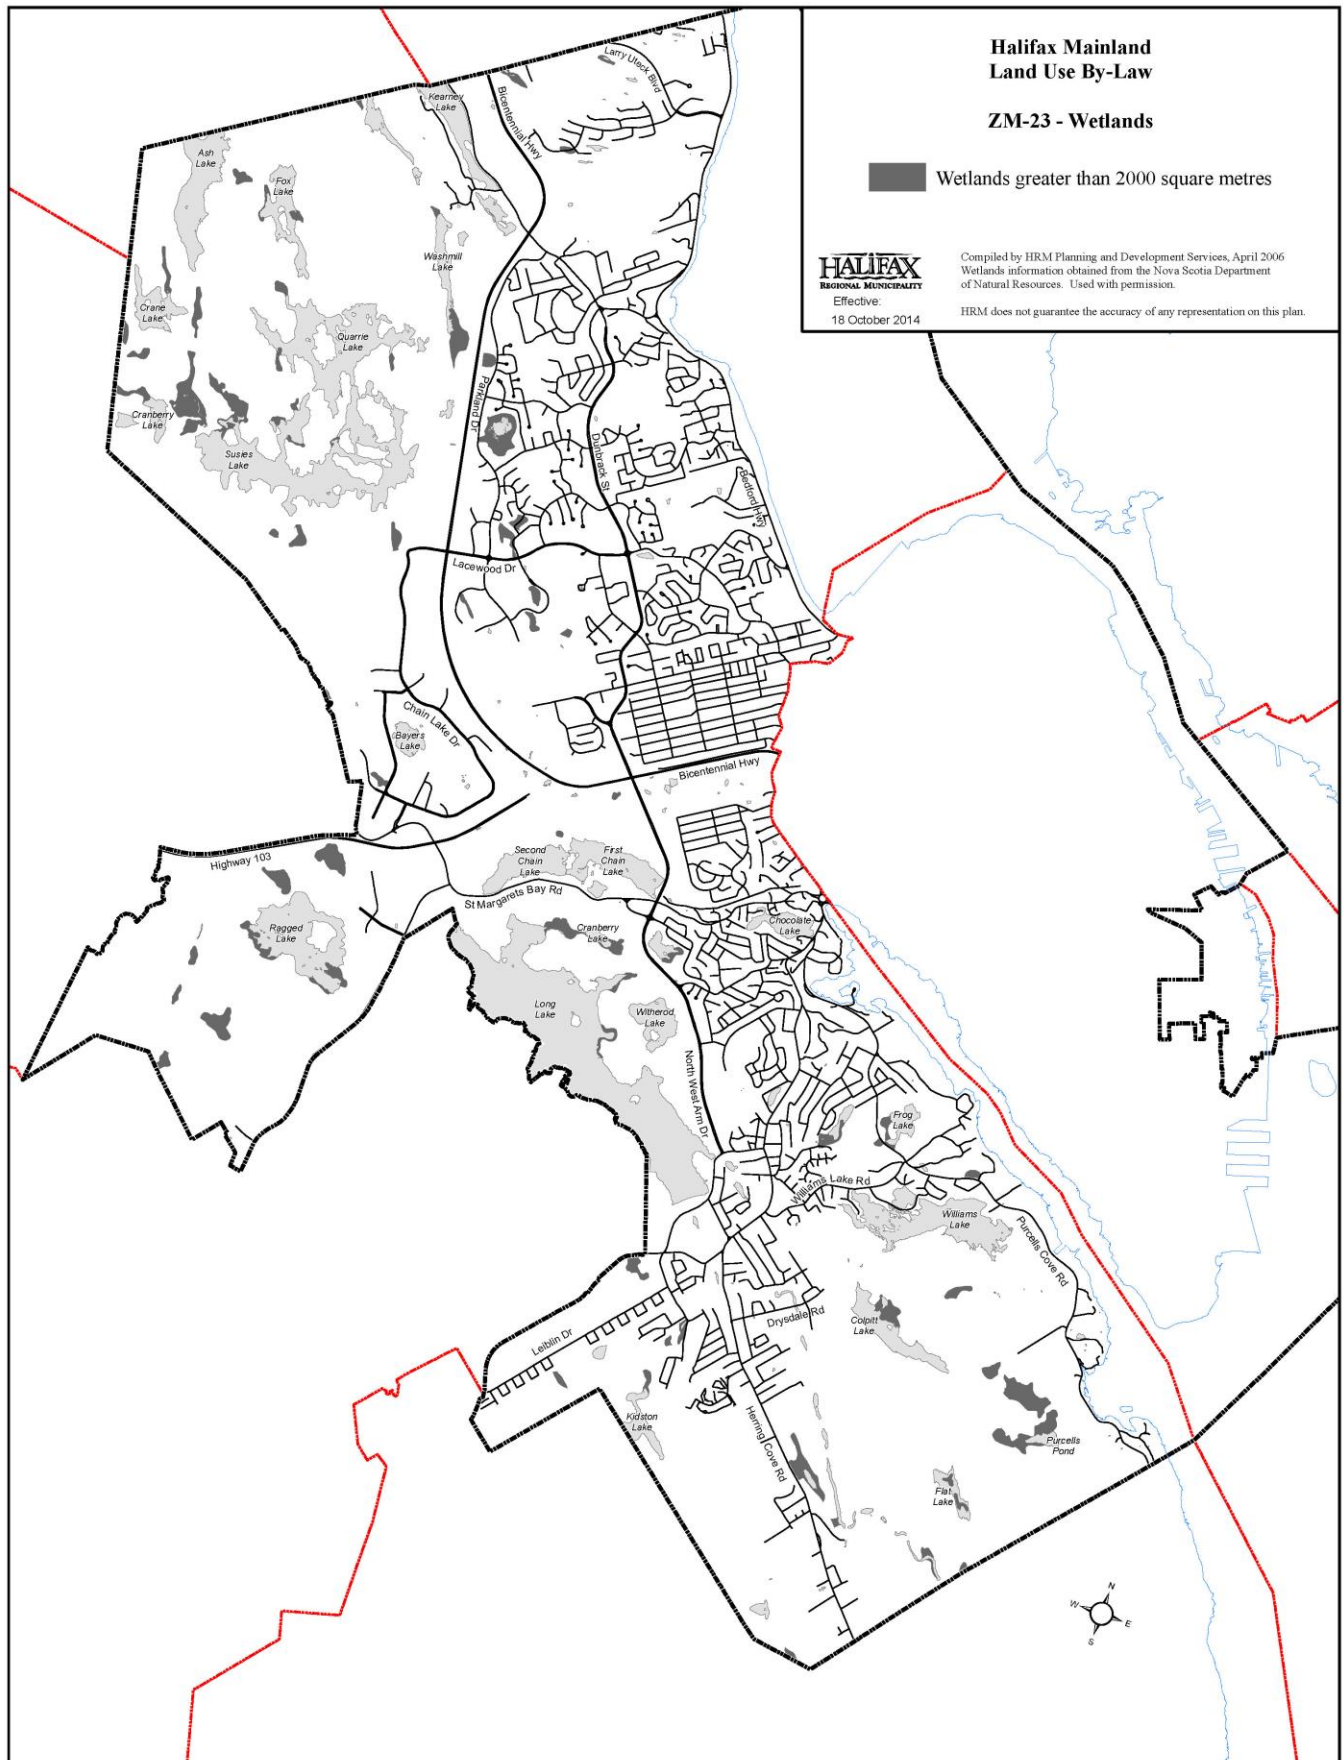 Halifax Mainland
Land Use By-Law
ZM-23 - Wetlands
Wetlands greater than 2000 square metres
HALIFAX
REGIONAL MUNICIPALITY
Effective:
18 October 2014
Compiled by HRM Planning and Development Services, April 2006
Wetlands information obtained from the Nova Scotia Department
of Natural Resources. Used with permission.
HRM does not guarantee the accuracy of any representation on this plan.
Larry Uteck Blvd
Kearney
Lake
Bicentennial Hwy
Ash
Lake
Fox
Lake
Washmill
Lake
Crane
Lake
Quarrie
Lake
Parkland Dr
Cranberry
Lake
Susies
Lake
Dunbrack St
Bedford Hwy
Lacewood Dr
Chain Lake Dr
Bayers
Lake
Bicentennial Hwy
Highway 103
Second
Chain
Lake
First
Chain
Lake
St Margarets Bay Rd
Ragged
Lake
Cranberry
Lake
Chocolate
Lake
Long
Lake
Witherod
Lake
North West Arm Dr
Frog
Lake
Williams Lake Rd
Williams
Lake
Purcells Cove Rd
Leiblin Dr
Drysdale Rd
Colpitt
Lake
Kidston
Lake
Herring Cove Rd
Purcells
Pond
Flat
Lake
N
W
E
S